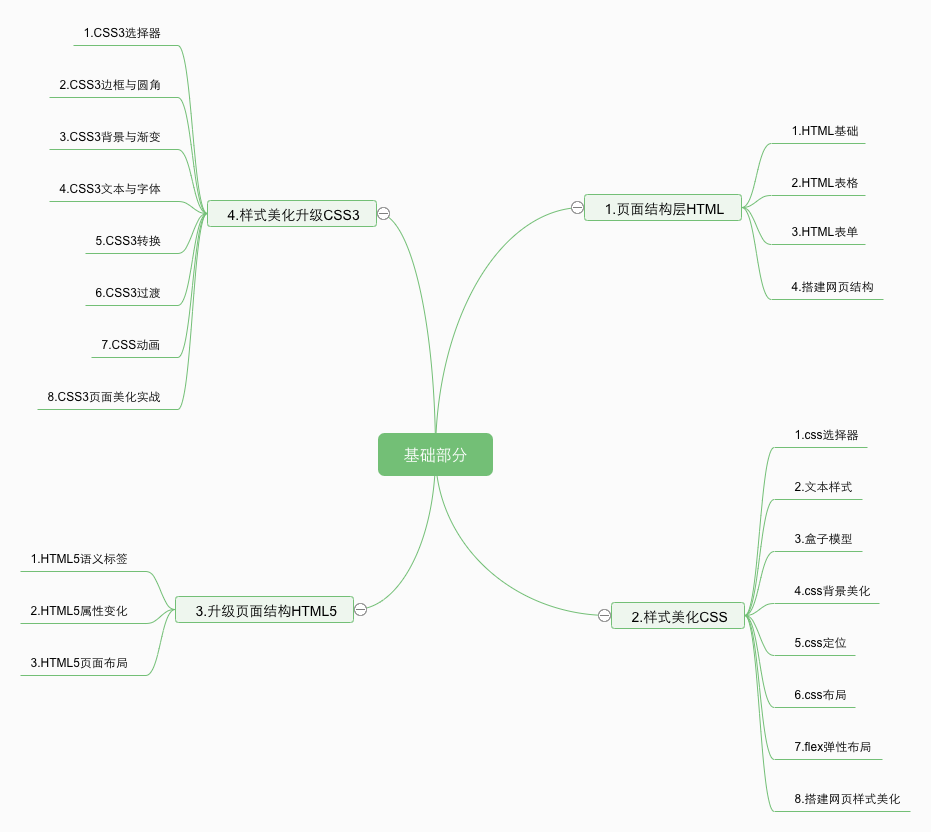 基础部分
1.页面结构层HTML
1.HTML基础
2.HTML表格
3.HTML表单
4.搭建网页结构
2.样式美化CSS
1.css选择器
2.文本样式
3.盒子模型
4.css背景美化
5.css定位
6.css布局
7.flex弹性布局
8.搭建网页样式美化
3.升级页面结构HTML5
1.HTML5语义标签
2.HTML5属性变化
3.HTML5页面布局
4.样式美化升级CSS3
1.CSS3选择器
2.CSS3边框与圆角
3.CSS3背景与渐变
4.CSS3文本与字体
5.CSS3转换
6.CSS3过渡
7.CSS动画
8.CSS3页面美化实战